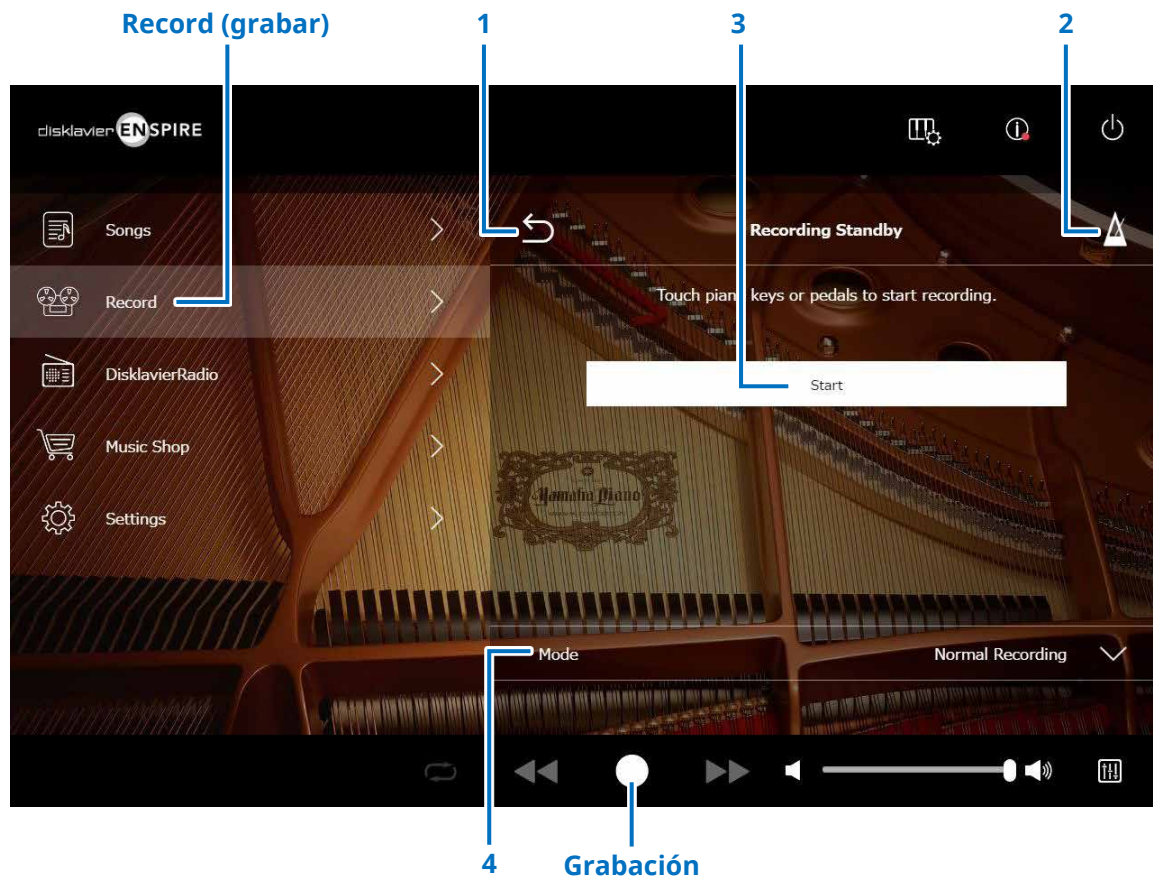 Record (grabar)
1
3
2
disklavier ENSPIRE
Songs
Recording Standby
Record
Touch piano keys or pedals to start recording.
DisklavierRadio
Start
Music Shop
Yamaha Piano
Settings
Mode
Normal Recording
4
Grabación